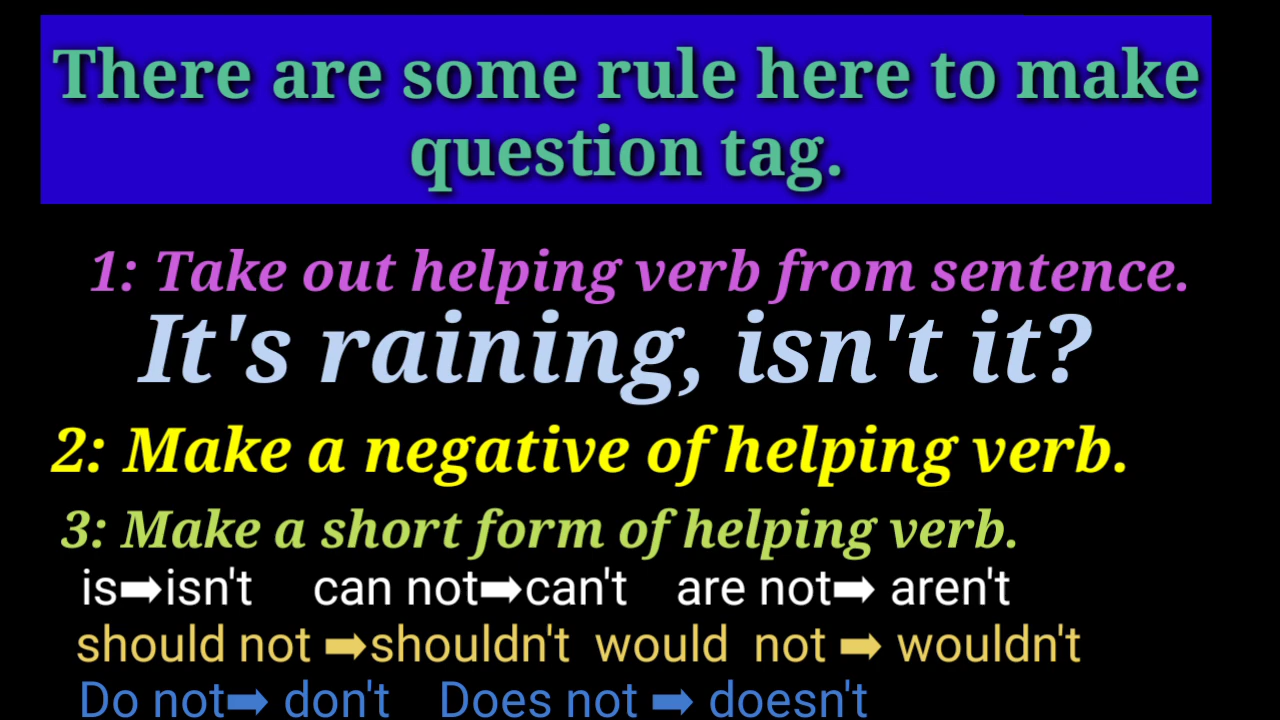 There are some rule here to make
question tag.
1: Take out helping verb from sentence.
It's raining, isn't it?
2: Make a negative of helping verb.
3: Make a short form of helping verb.
is➡isn't can not➡can't are not➡ aren't
should not ➡shouldn't would not ➡ wouldn't
Do not➡ don't Does not ➡ doesn't